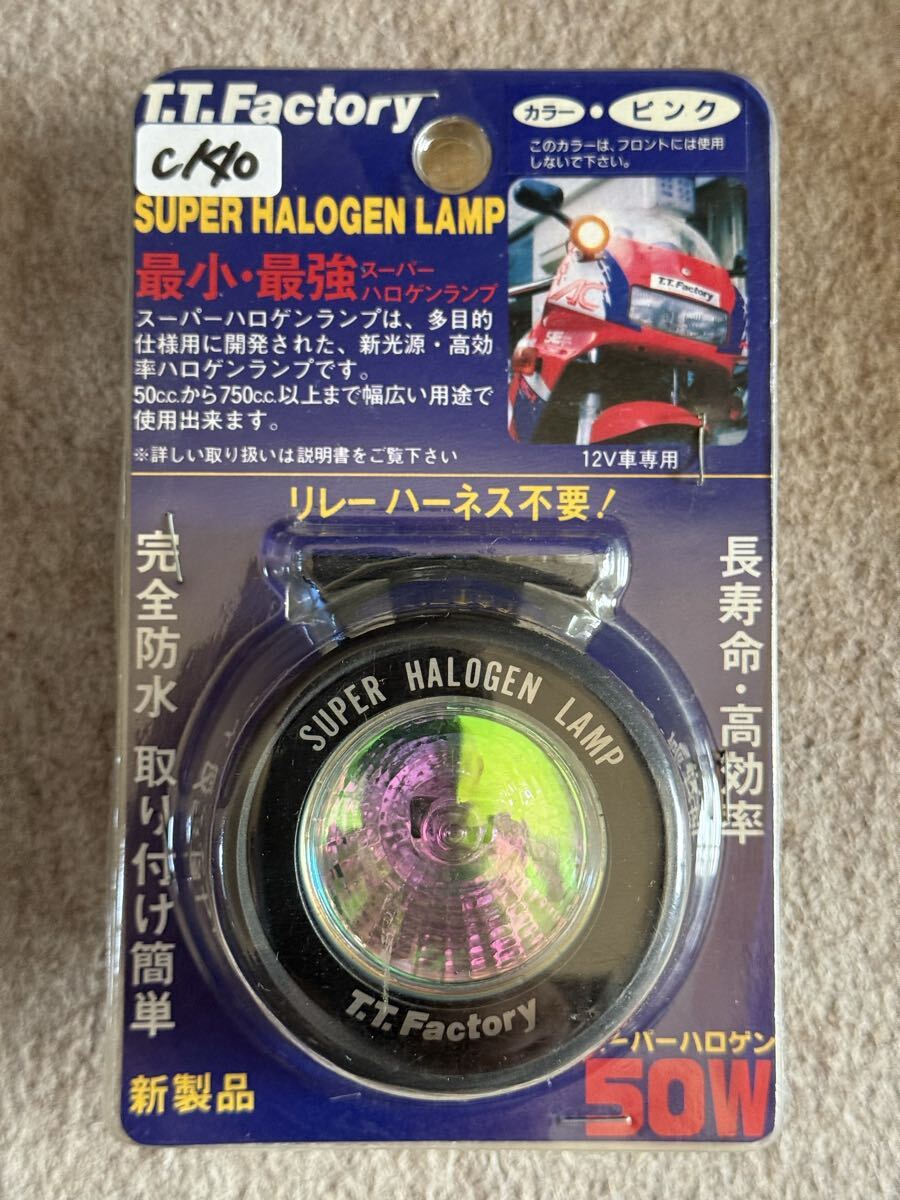 T.T.Factory
カラー・ピンク
このカラーは、フロントには使用
しないで下さい。
C1410
SUPER HALOGEN LAMP
最小・最強 スーパー
ハロゲンランプ
スーパーハロゲンランプは、多目的
仕様用に開発された、新光源・高効
率ハロゲンランプです。
50c.c.から750c.c.以上まで幅広い用途で
使用出来ます。
※詳しい取り扱いは説明書をご覧下さい
T.T.Factory
12V車専用
リレーハーネス不要!
完全防水 取り付け簡単
長寿命・高効率
SUPER HALOGEN LAMP
T.T.Factory
新製品
ーパーハロゲン
50W